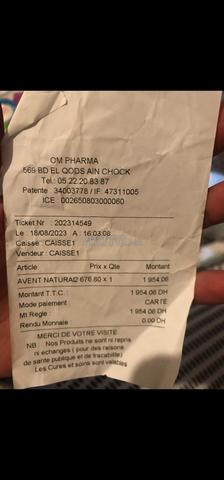 OM PHARMA
569 BD EL QODS AIN CHOCK
Tel : 05.22.20.83.87
Patente : 34003778 / IF: 47311005
ICE : 002650803000060
Ticket Nr : 202314549
Le : 18/08/2023 A : 16:03:08
Caisse : CAISSE1
Vendeur : CAISSE1
Article Prix x Qte Montant
AVENT NATURAL 2 676.80 x 1 1 954.06
Montant T.T.C. 1 954.06 DH
Mode paiement CARTE
Mt Regle 1 954.06 DH
Rendu Monnaie 0.00 DH
MERCI DE VOTRE VISITE
NB : Nos Produits ne sont ni repris
ni echanges ( pour des raisons
de sante publique et de tracabilite)
Les Cures et soins sont valables